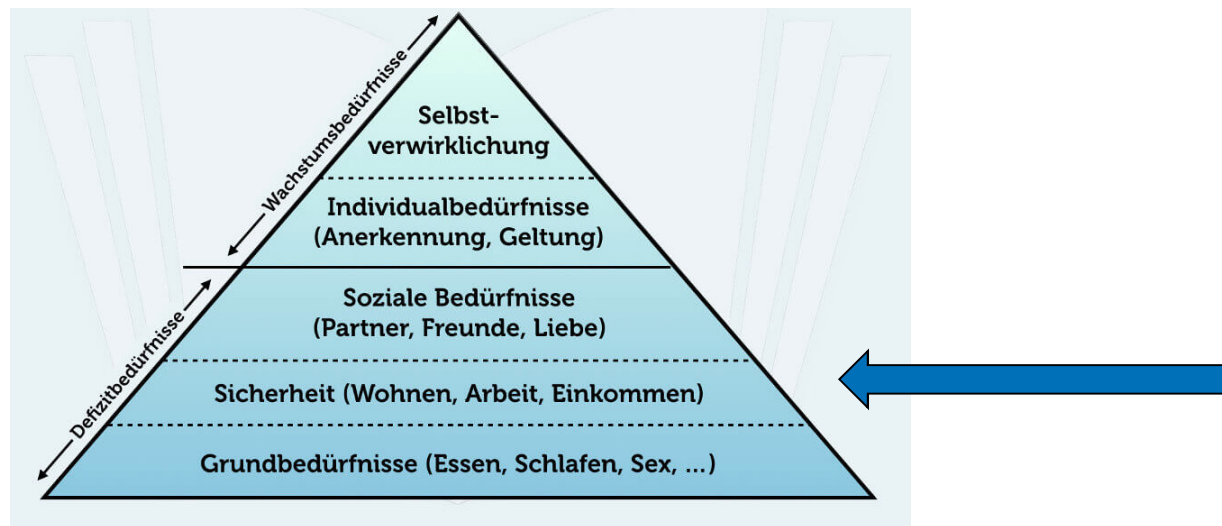 Wachstumsbedürfnisse
Selbst-
verwirklichung
Individualbedürfnisse
(Anerkennung, Geltung)
Defizitbedürfnisse
Soziale Bedürfnisse
(Partner, Freunde, Liebe)
Sicherheit (Wohnen, Arbeit, Einkommen)
Grundbedürfnisse (Essen, Schlafen, Sex, ...)